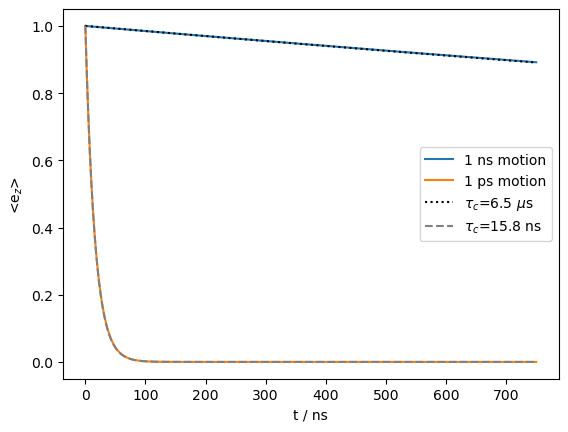 1.0
0.8
0.6
0.4
0.2
0.0
<e_z>
1 ns motion
1 ps motion
τ_c=6.5 μs
τ_c=15.8 ns
0 100 200 300 400 500 600 700
t / ns